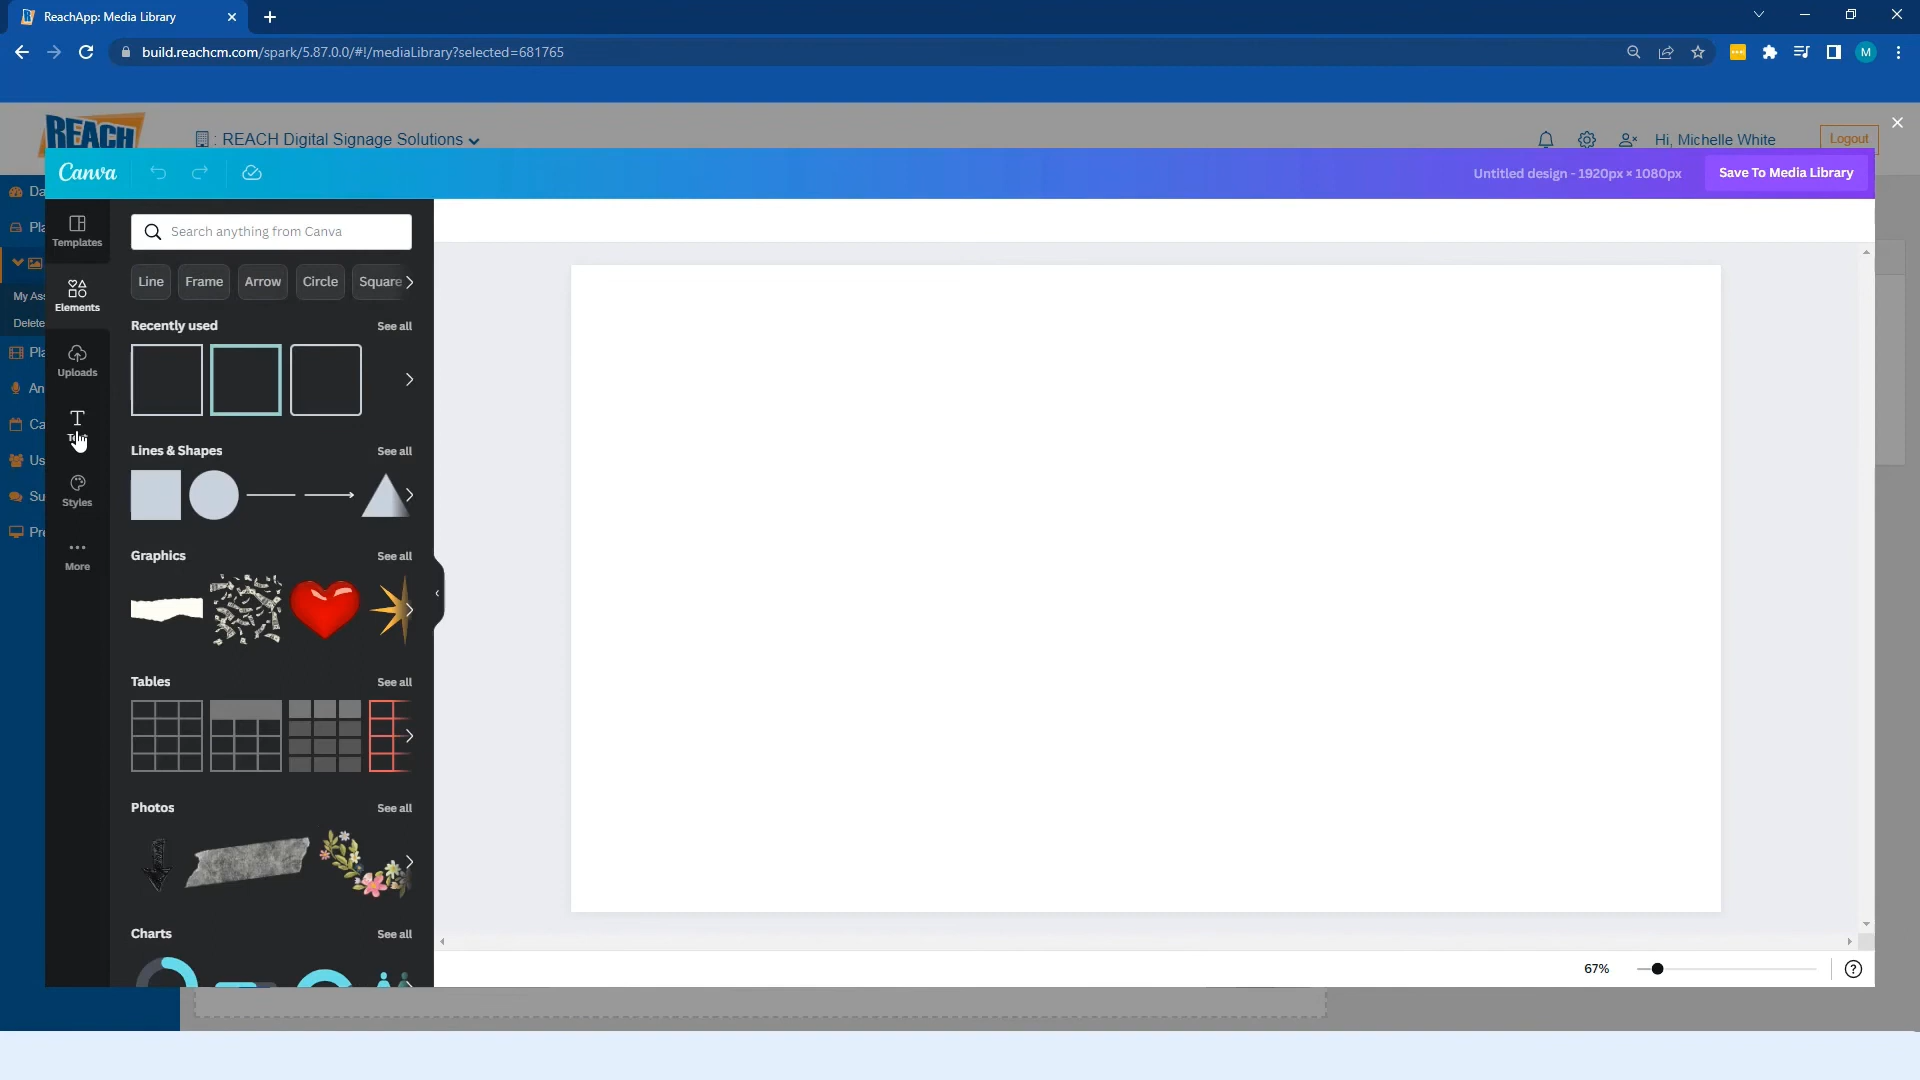 ReachApp: Media Library
build.reachcm.com/spark/5.87.0.0/#!/mediaLibrary?selected=681765
M
REACH
: REACH Digital Signage Solutions
Hi, Michelle White
Logout
Canva
Untitled design - 1920px × 1080px
Save To Media Library
Da
Pla
My Ass
Delete
Pla
An
Ca
Us
Su
Pre
Templates
Elements
Uploads
Styles
More
Search anything from Canva
Line
Frame
Arrow
Circle
Square
Recently used
See all
Lines & Shapes
See all
Graphics
See all
Tables
See all
Photos
See all
Charts
See all
67%